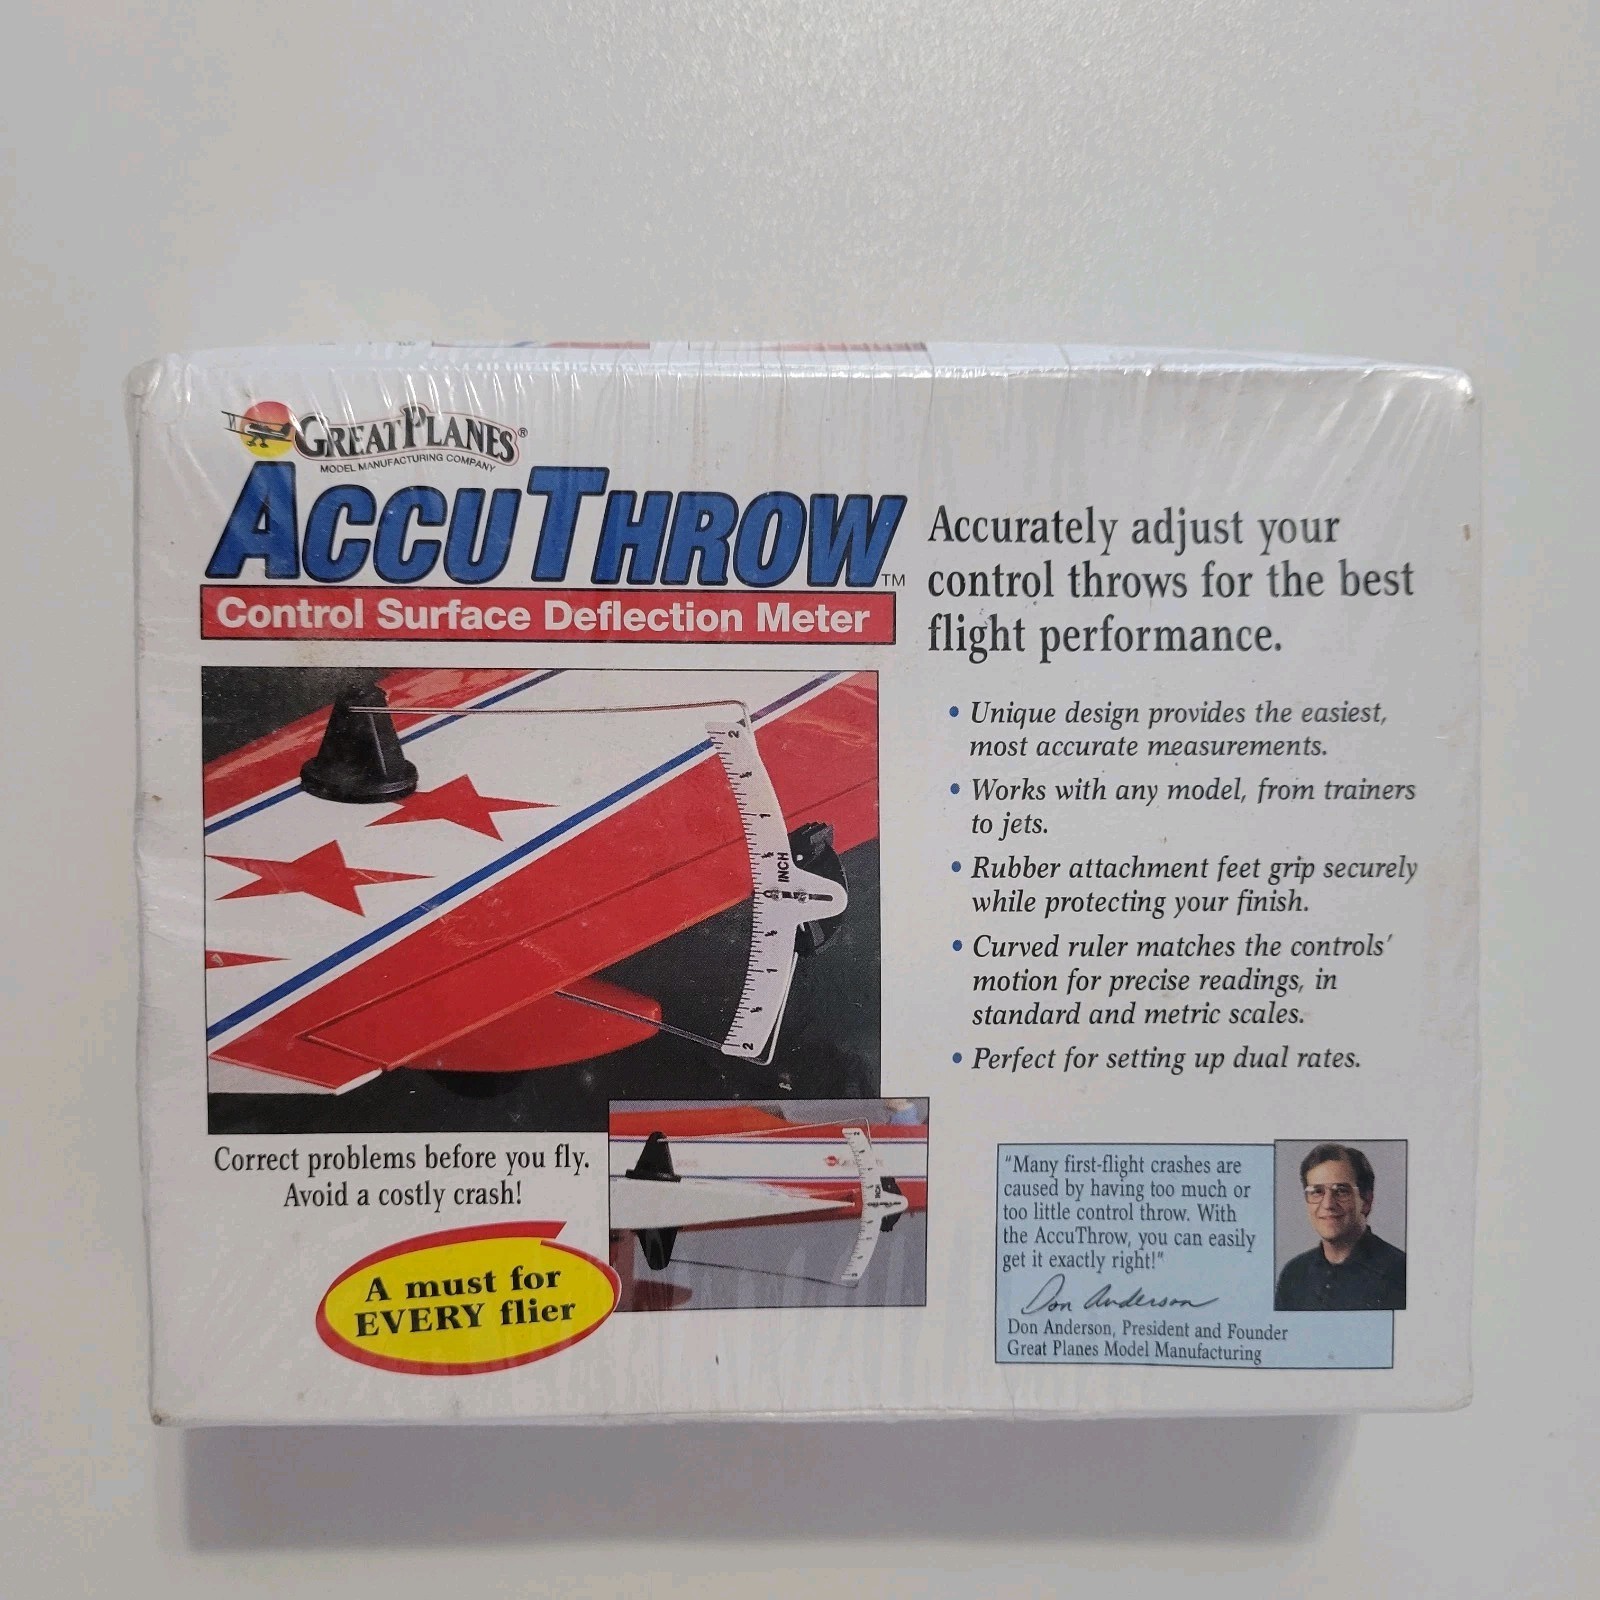 GREAT PLANES®
MODEL MANUFACTURING COMPANY
ACCUTHROW™
Control Surface Deflection Meter
Accurately adjust your
control throws for the best
flight performance.
• Unique design provides the easiest,
most accurate measurements.
• Works with any model, from trainers
to jets.
• Rubber attachment feet grip securely
while protecting your finish.
• Curved ruler matches the controls'
motion for precise readings, in
standard and metric scales.
• Perfect for setting up dual rates.
2
1
INCH
0
1
2
Correct problems before you fly.
Avoid a costly crash!
A must for
EVERY flier
"Many first-flight crashes are
caused by having too much or
too little control throw. With
the AccuThrow, you can easily
get it exactly right!"
Don Anderson
Don Anderson, President and Founder
Great Planes Model Manufacturing